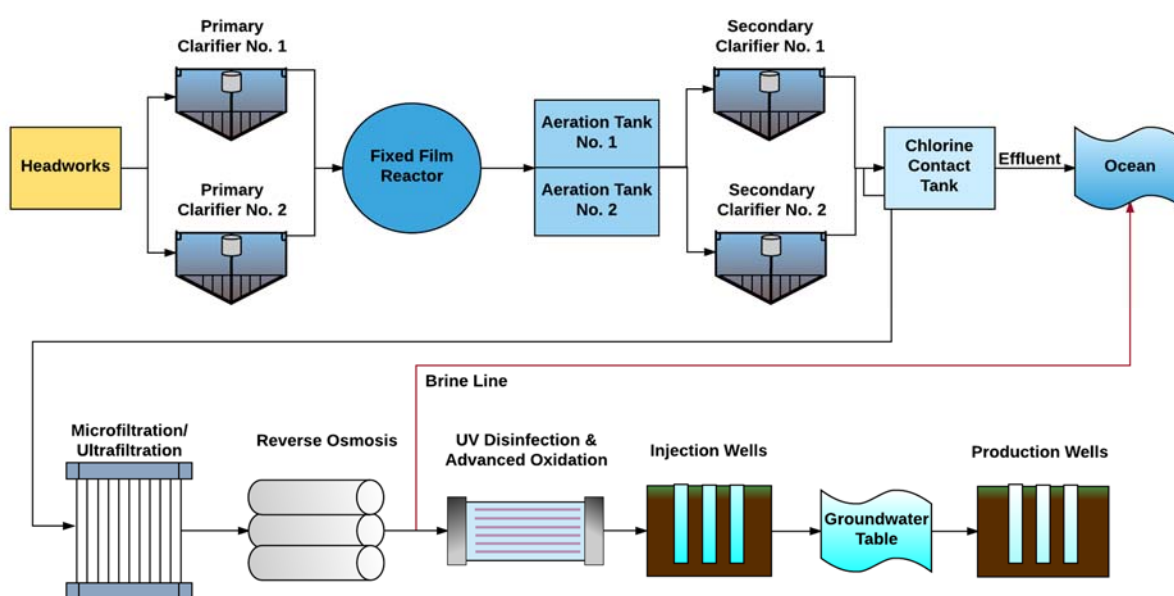 Primary
Clarifier No. 1
Secondary
Clarifier No. 1
Headworks
Fixed Film
Reactor
Aeration Tank
No. 1
Aeration Tank
No. 2
Chlorine
Contact
Tank
Effluent
Ocean
Primary
Clarifier No. 2
Secondary
Clarifier No. 2
Brine Line
Microfiltration/
Ultrafiltration
Reverse Osmosis
UV Disinfection &
Advanced Oxidation
Injection Wells
Groundwater
Table
Production Wells